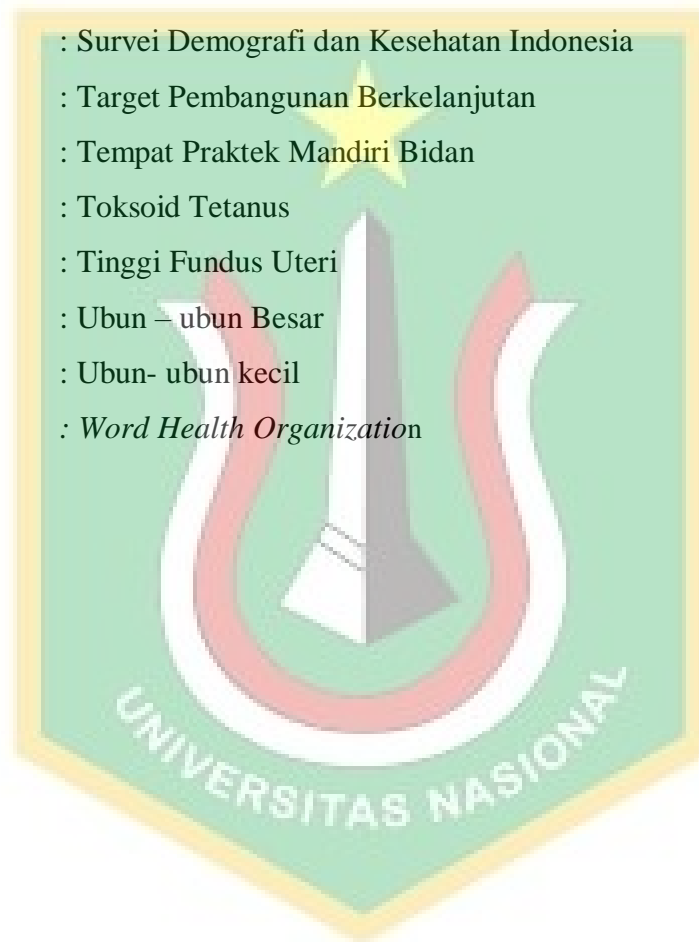 : Survei Demografi dan Kesehatan Indonesia
: Target Pembangunan Berkelanjutan
: Tempat Praktek Mandiri Bidan
: Toksoid Tetanus
: Tinggi Fundus Uteri
: Ubun – ubun Besar
: Ubun- ubun kecil
: Word Health Organization
UNIVERSITAS NASIONAL